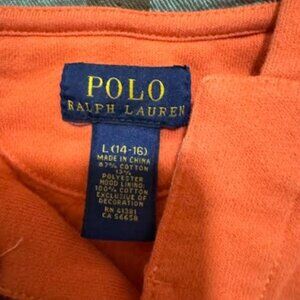 POLO
RALPH LAUREN
L (14-16)
MADE IN CHINA
87% COTTON
13%
POLYESTER
HOOD LINING:
100% COTTON
EXCLUSIVE OF
DECORATION
RN 41381
CA 56658